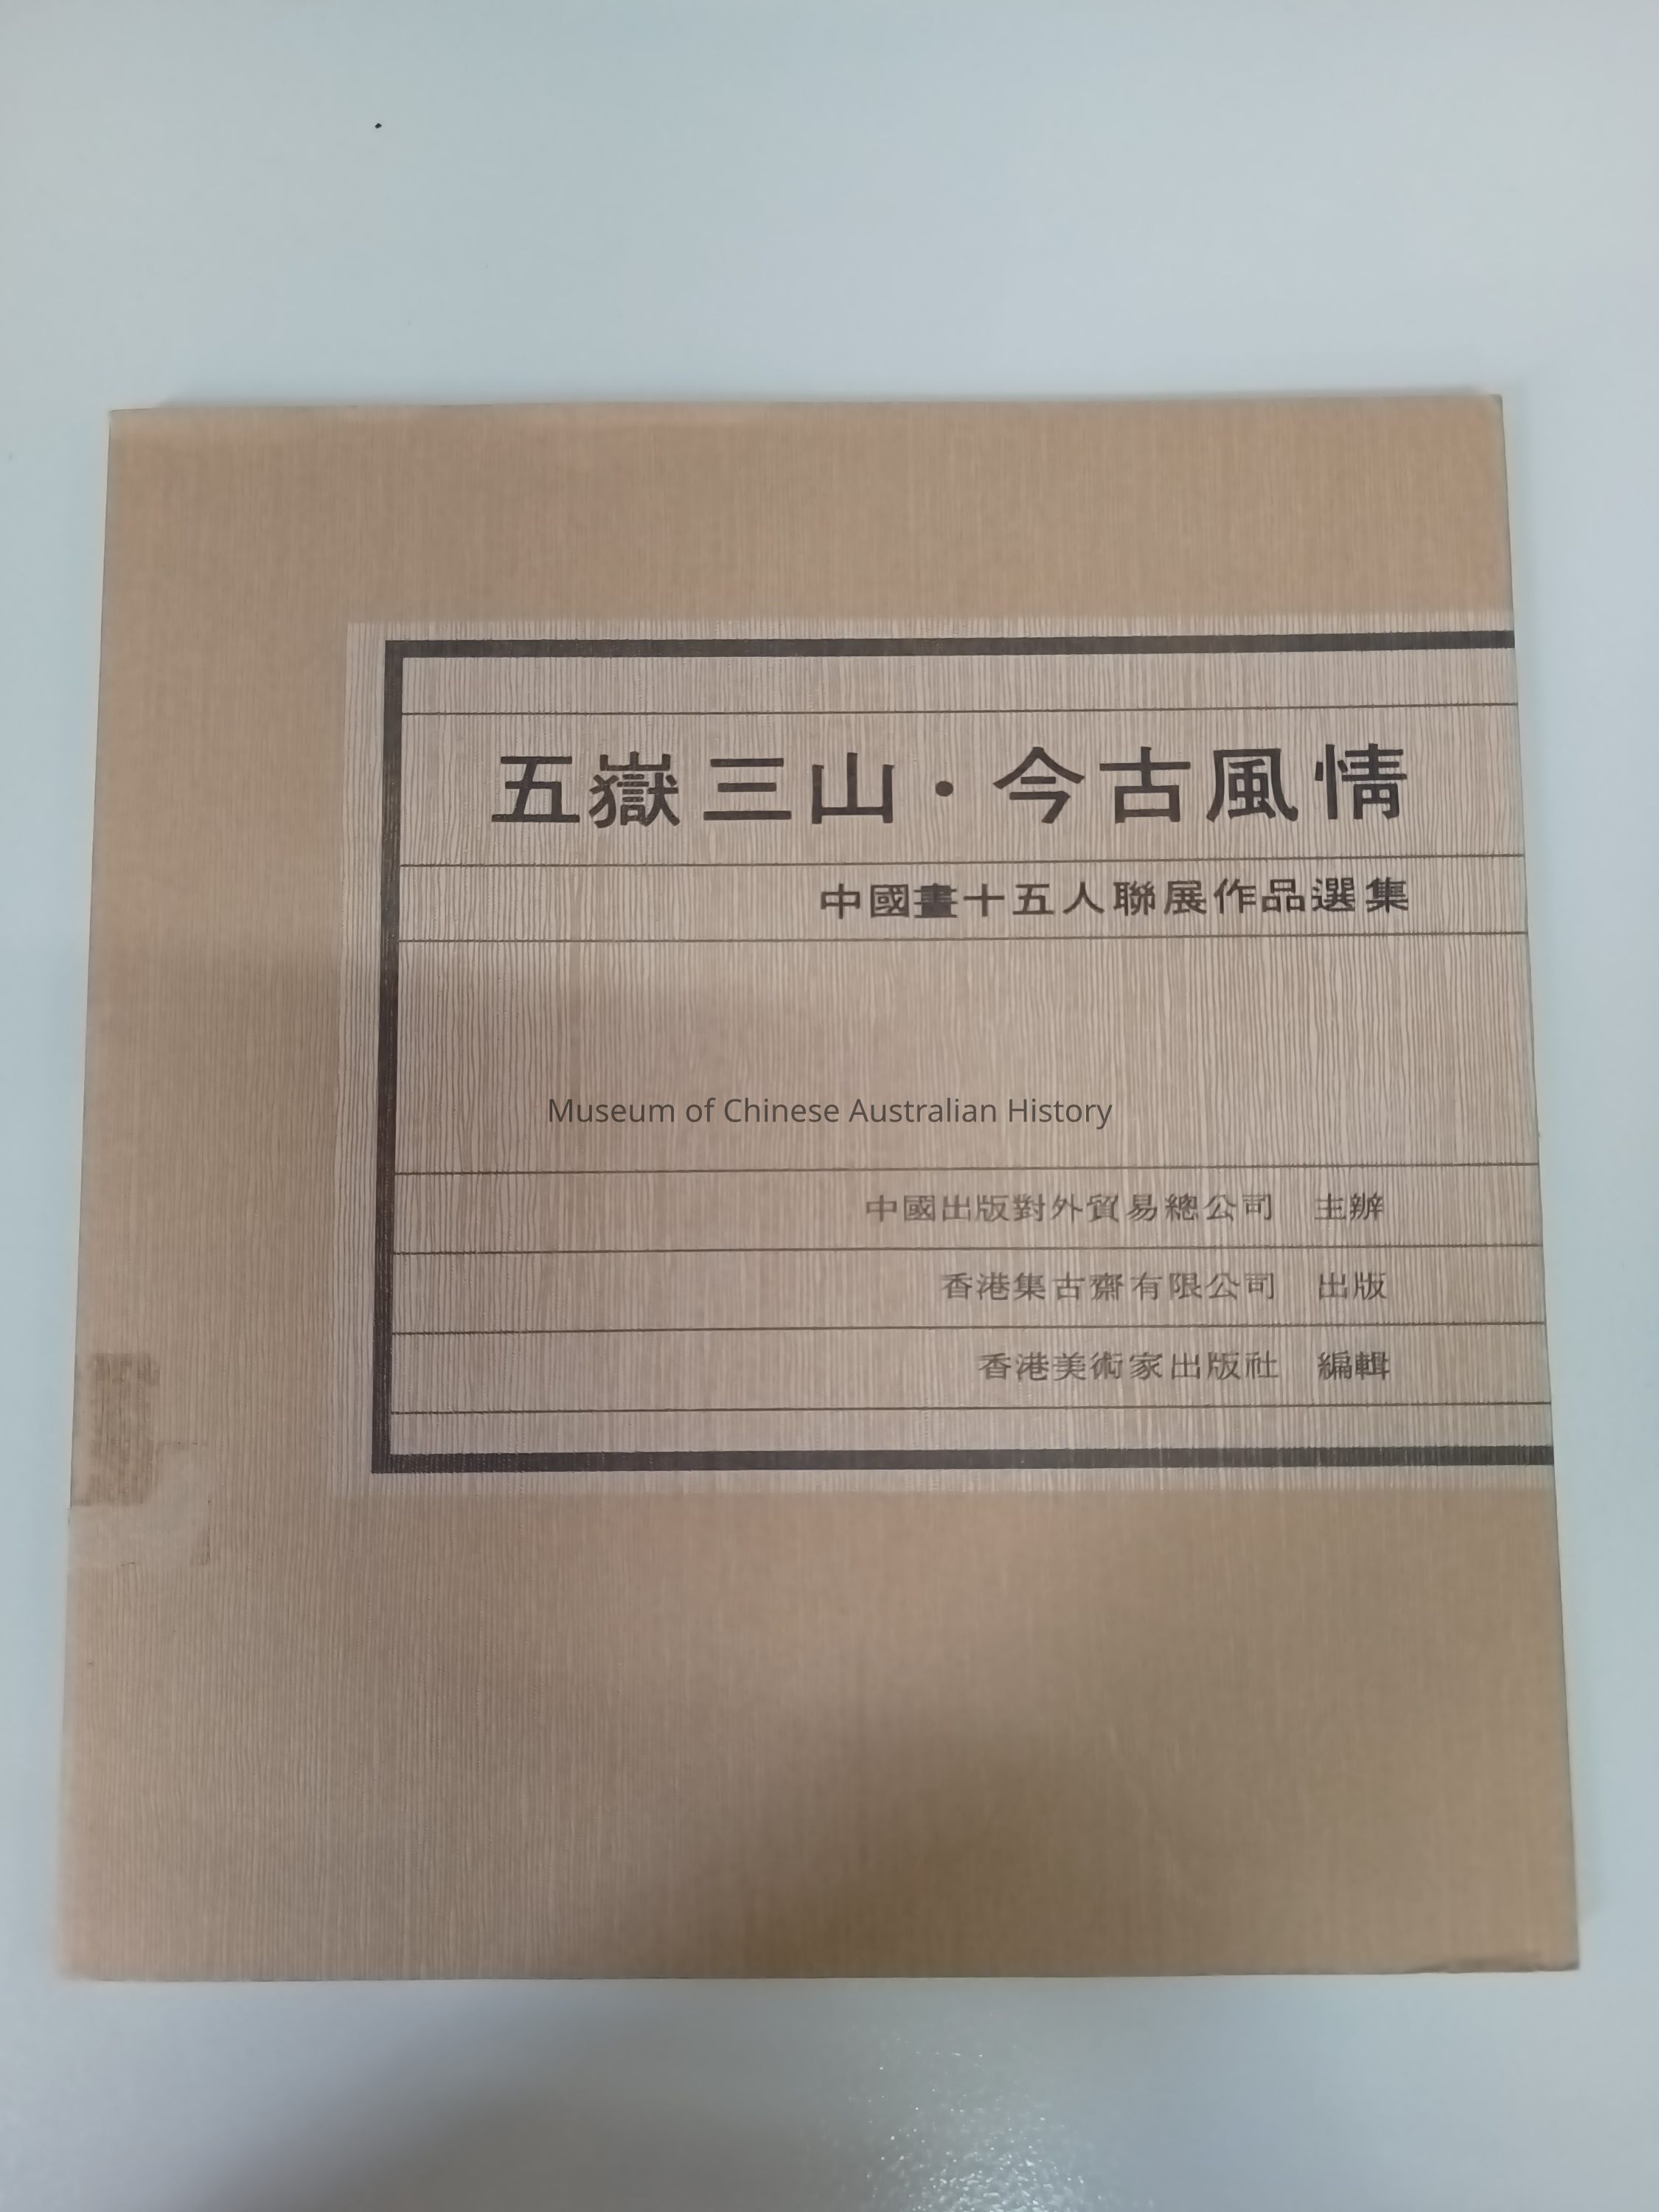 五嶽三山·今古風情
中國畫十五人聯展作品選集
Museum of Chinese Australian History
中國出版對外貿易總公司 主辦
香港集古齋有限公司 出版
香港美術家出版社 編輯